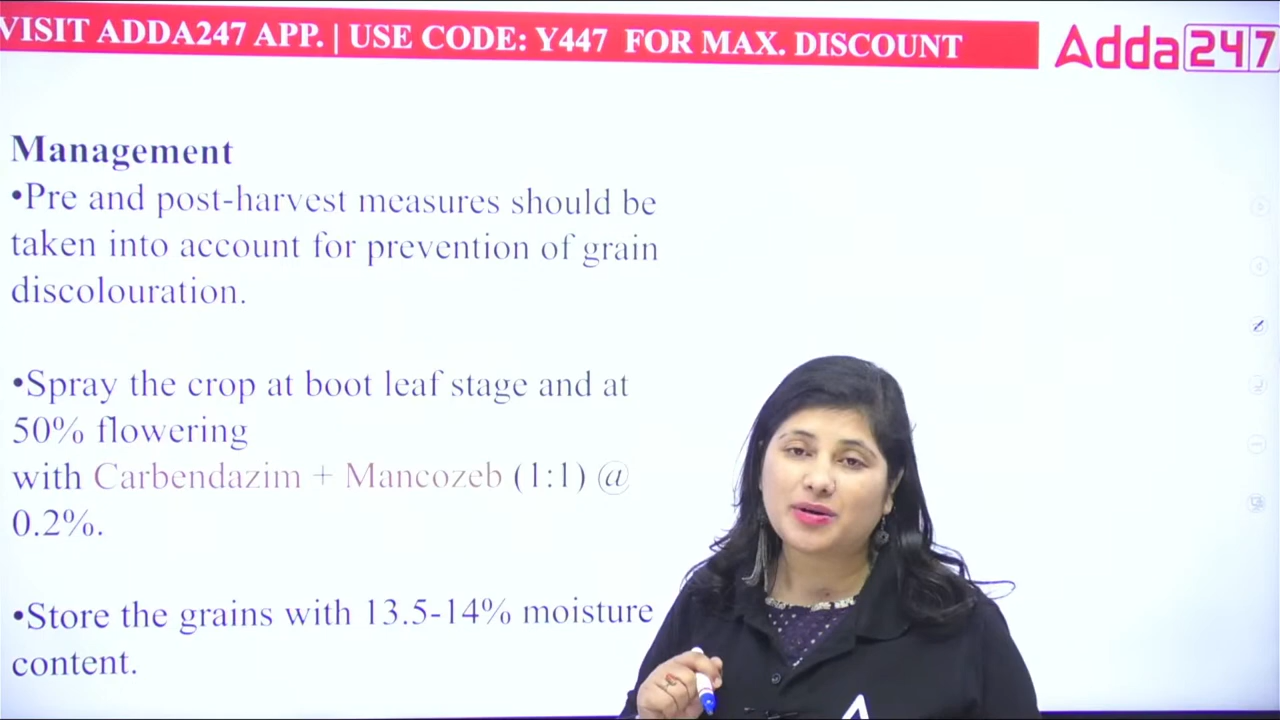 VISIT ADDA247 APP. | USE CODE: Y447 FOR MAX. DISCOUNT
Adda247
Management
•Pre and post-harvest measures should be
taken into account for prevention of grain
discolouration.
•Spray the crop at boot leaf stage and at
50% flowering
with Carbendazim + Mancozeb (1:1) @
0.2%.
•Store the grains with 13.5-14% moisture
content.